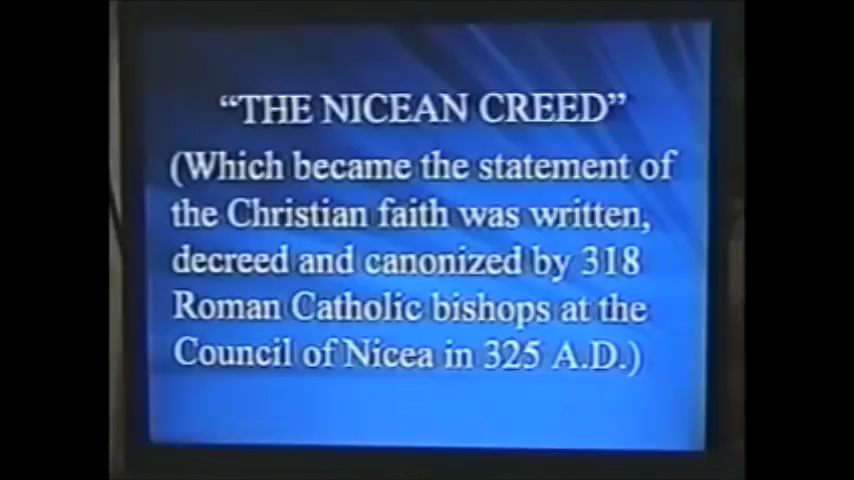 “THE NICEAN CREED”
(Which became the statement of
the Christian faith was written,
decreed and canonized by 318
Roman Catholic bishops at the
Council of Nicea in 325 A.D.)